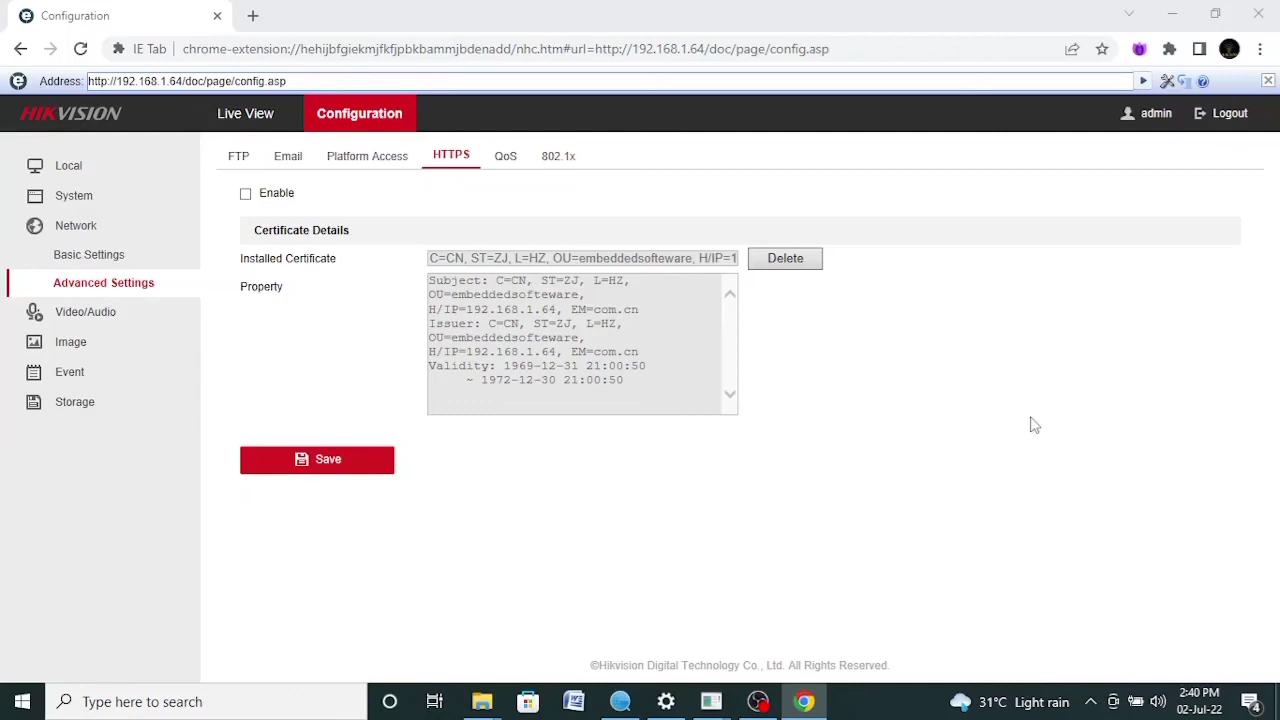 Configuration
IE Tab
chrome-extension://hehijbfgiekmjfkfjpbkbammjbdenadd/nhc.htm#url=http://192.168.1.64/doc/page/config.asp
Address: http://192.168.1.64/doc/page/config.asp
HIKVISION
Live View
Configuration
admin
Logout
FTP
Email
Platform Access
HTTPS
QoS
802.1x
Local
System
Network
Basic Settings
Advanced Settings
Video/Audio
Image
Event
Storage
Enable
Certificate Details
Installed Certificate
C=CN, ST=ZJ, L=HZ, OU=embeddedsofteware, H/IP=1
Delete
Property
Subject: C=CN, ST=ZJ, L=HZ,
OU=embeddedsofteware,
H/IP=192.168.1.64, EM=com.cn
Issuer: C=CN, ST=ZJ, L=HZ,
OU=embeddedsofteware,
H/IP=192.168.1.64, EM=com.cn
Validity: 1969-12-31 21:00:50
~ 1972-12-30 21:00:50
Save
©Hikvision Digital Technology Co., Ltd. All Rights Reserved.
Type here to search
31°C Light rain
2:40 PM
02-Jul-22
4